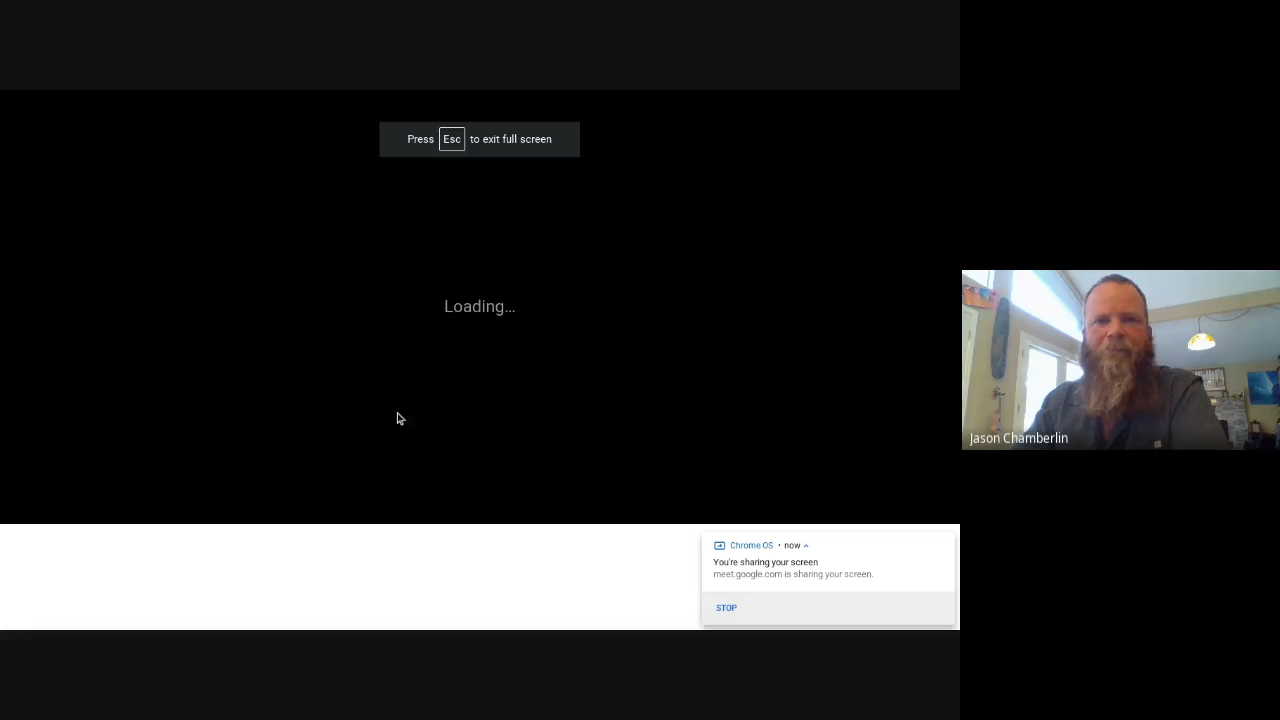 Press Esc to exit full screen
Loading...
Jason Chamberlin
Chrome OS • now
You're sharing your screen
meet.google.com is sharing your screen.
STOP